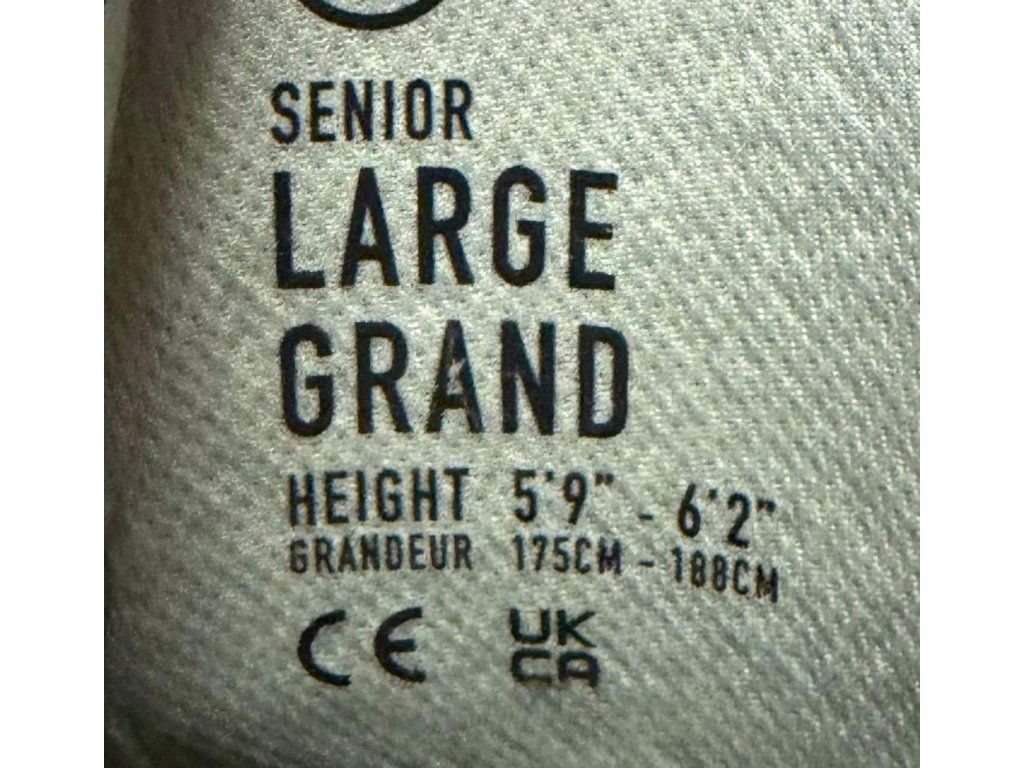 SENIOR
LARGE
GRAND
HEIGHT 5'9" - 6'2"
GRANDEUR 175CM - 188CM
CE UK
CA